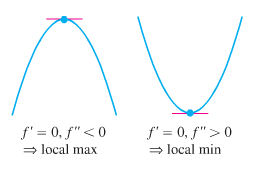 f' = 0, f'' < 0
⇒ local max
f' = 0, f'' > 0
⇒ local min